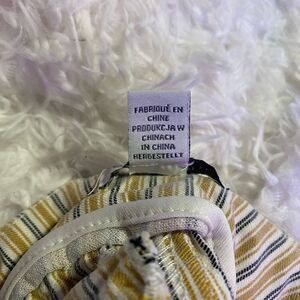 FABRIQUÉ EN
CHINE
PRODUKCJA W
CHINACH
IN CHINA
HERGESTELLT